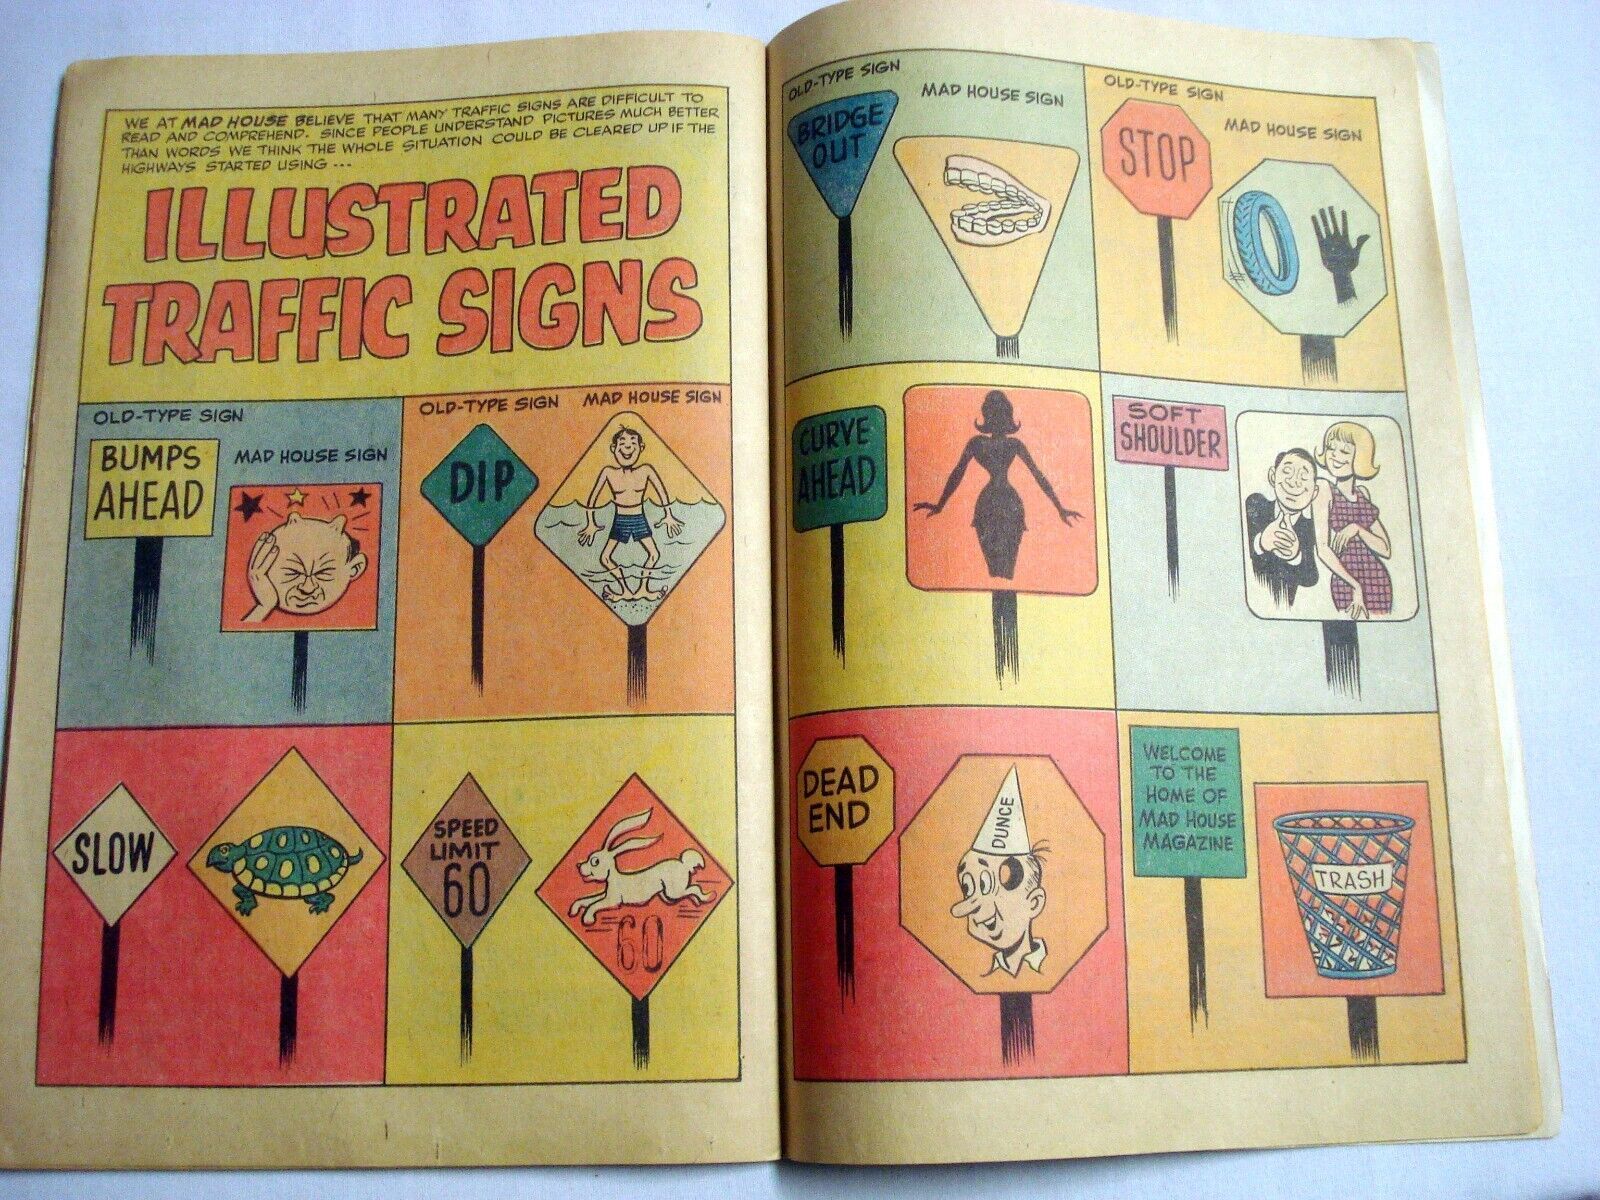 WE AT MAD HOUSE BELIEVE THAT MANY TRAFFIC SIGNS ARE DIFFICULT TO
READ AND COMPREHEND. SINCE PEOPLE UNDERSTAND PICTURES MUCH BETTER
THAN WORDS WE THINK THE WHOLE SITUATION COULD BE CLEARED UP IF THE
HIGHWAYS STARTED USING ---
ILLUSTRATED
TRAFFIC SIGNS
OLD-TYPE SIGN
BUMPS
AHEAD
MAD HOUSE SIGN
OLD-TYPE SIGN
MAD HOUSE SIGN
DIP
SLOW
SPEED
LIMIT
60
60
OLD-TYPE SIGN
MAD HOUSE SIGN
BRIDGE
OUT
OLD-TYPE SIGN
MAD HOUSE SIGN
STOP
CURVE
AHEAD
SOFT
SHOULDER
DEAD
END
DUNCE
WELCOME
TO THE
HOME OF
MAD HOUSE
MAGAZINE
TRASH